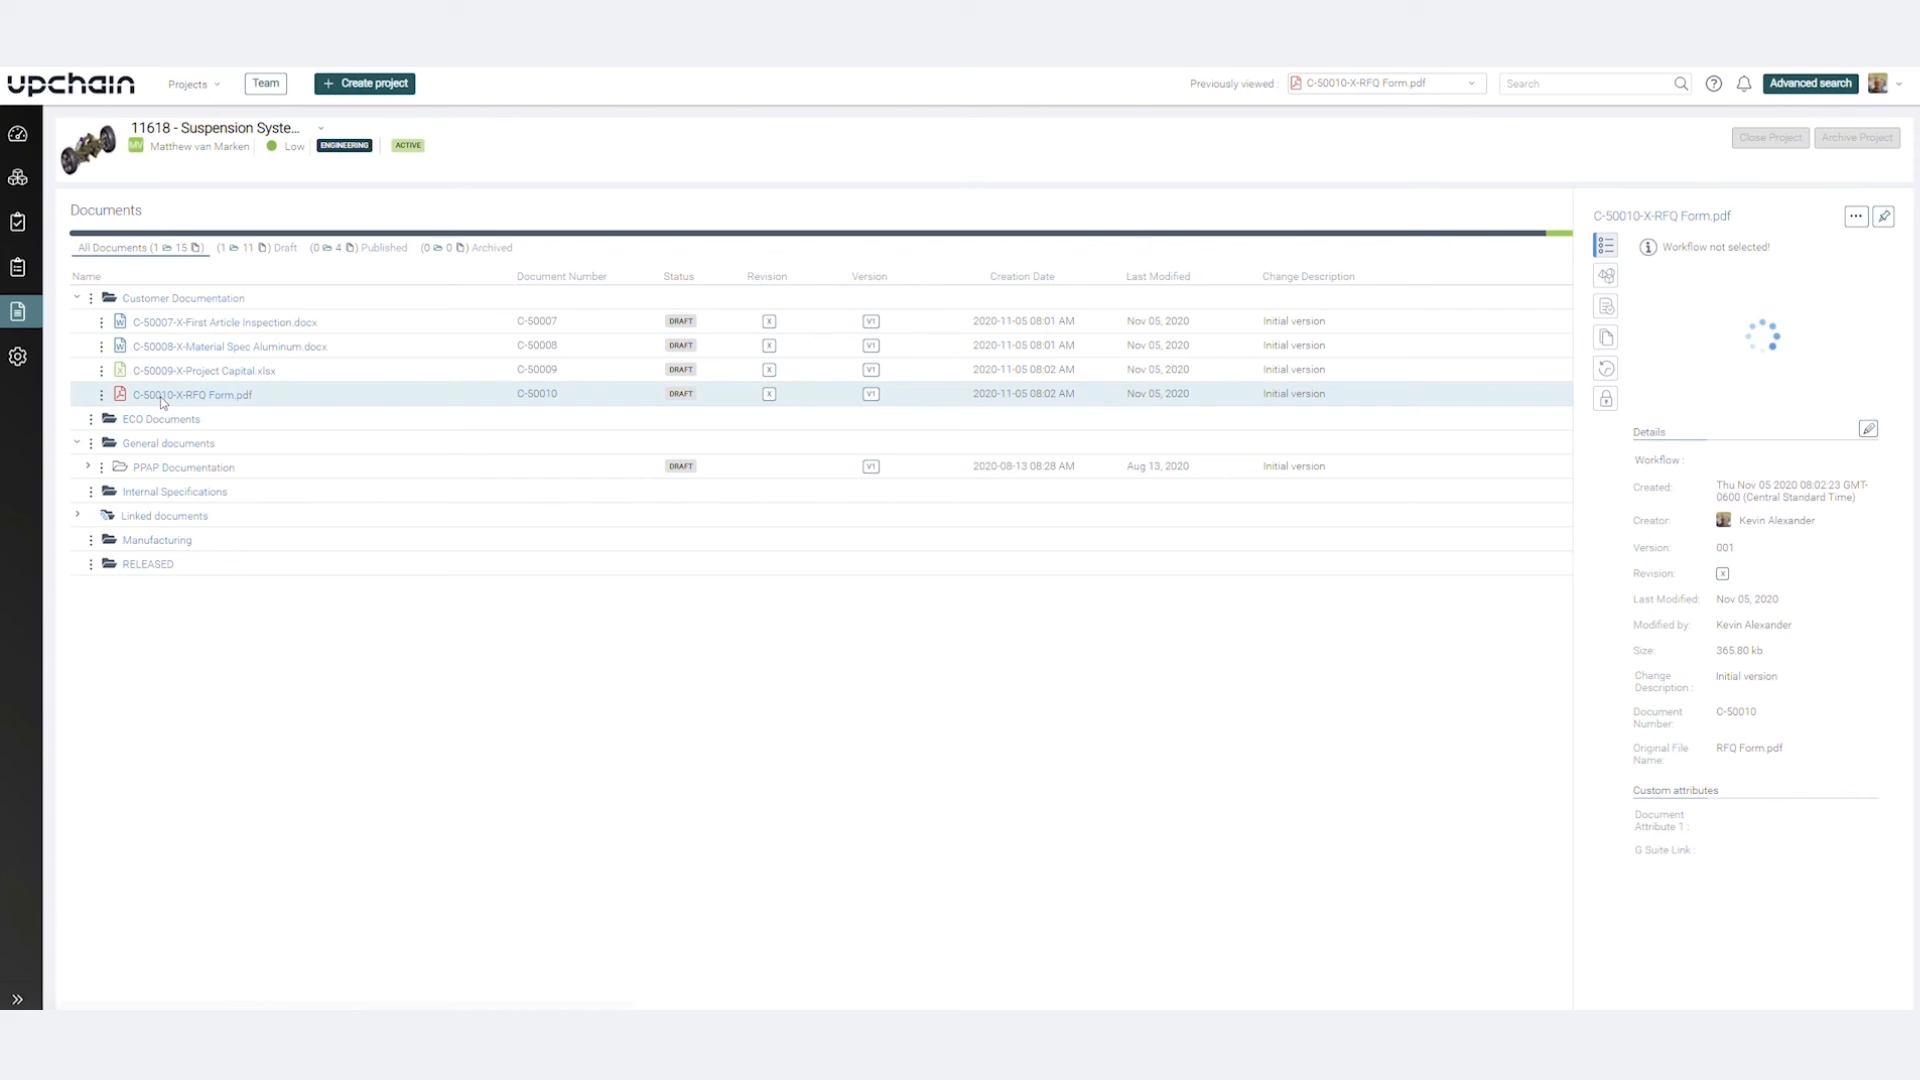 upchain Projects Team + Create project Previously viewed : C-50010-X-RFQ Form.pdf Search Advanced search
11618 - Suspension Syste...
MV Matthew van Marken Low ENGINEERING ACTIVE Close Project Archive Project
Documents
All Documents (1 15 ) (1 11 ) Draft (0 4 ) Published (0 0 ) Archived
Name Document Number Status Revision Version Creation Date Last Modified Change Description
Customer Documentation
C-50007-X-First Article Inspection.docx C-50007 DRAFT X V1 2020-11-05 08:01 AM Nov 05, 2020 Initial version
C-50008-X-Material Spec Aluminum.docx C-50008 DRAFT X V1 2020-11-05 08:01 AM Nov 05, 2020 Initial version
C-50009-X-Project Capital.xlsx C-50009 DRAFT X V1 2020-11-05 08:02 AM Nov 05, 2020 Initial version
C-50010-X-RFQ Form.pdf C-50010 DRAFT X V1 2020-11-05 08:02 AM Nov 05, 2020 Initial version
ECO Documents
General documents
PPAP Documentation DRAFT V1 2020-08-13 08:28 AM Aug 13, 2020 Initial version
Internal Specifications
Linked documents
Manufacturing
RELEASED
C-50010-X-RFQ Form.pdf
Workflow not selected!
Details
Workflow :
Created: Thu Nov 05 2020 08:02:23 GMT-
0600 (Central Standard Time)
Creator: Kevin Alexander
Version: 001
Revision: X
Last Modified: Nov 05, 2020
Modified by: Kevin Alexander
Size: 365.80 kb
Change Initial version
Description :
Document C-50010
Number:
Original File RFQ Form.pdf
Name:
Custom attributes
Document
Attribute 1 :
G Suite Link :